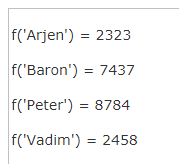 f('Arjen') = 2323
f('Baron') = 7437
f('Peter') = 8784
f('Vadim') = 2458